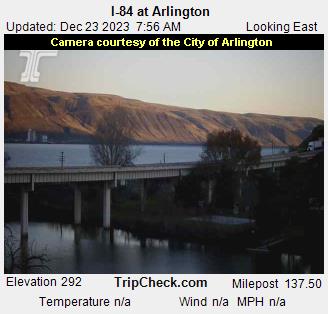 I-84 at Arlington
Updated: Dec 23 2023 7:56 AM Looking East
Camera courtesy of the City of Arlington
Elevation 292 TripCheck.com Milepost 137.50
Temperature n/a Wind n/a MPH n/a